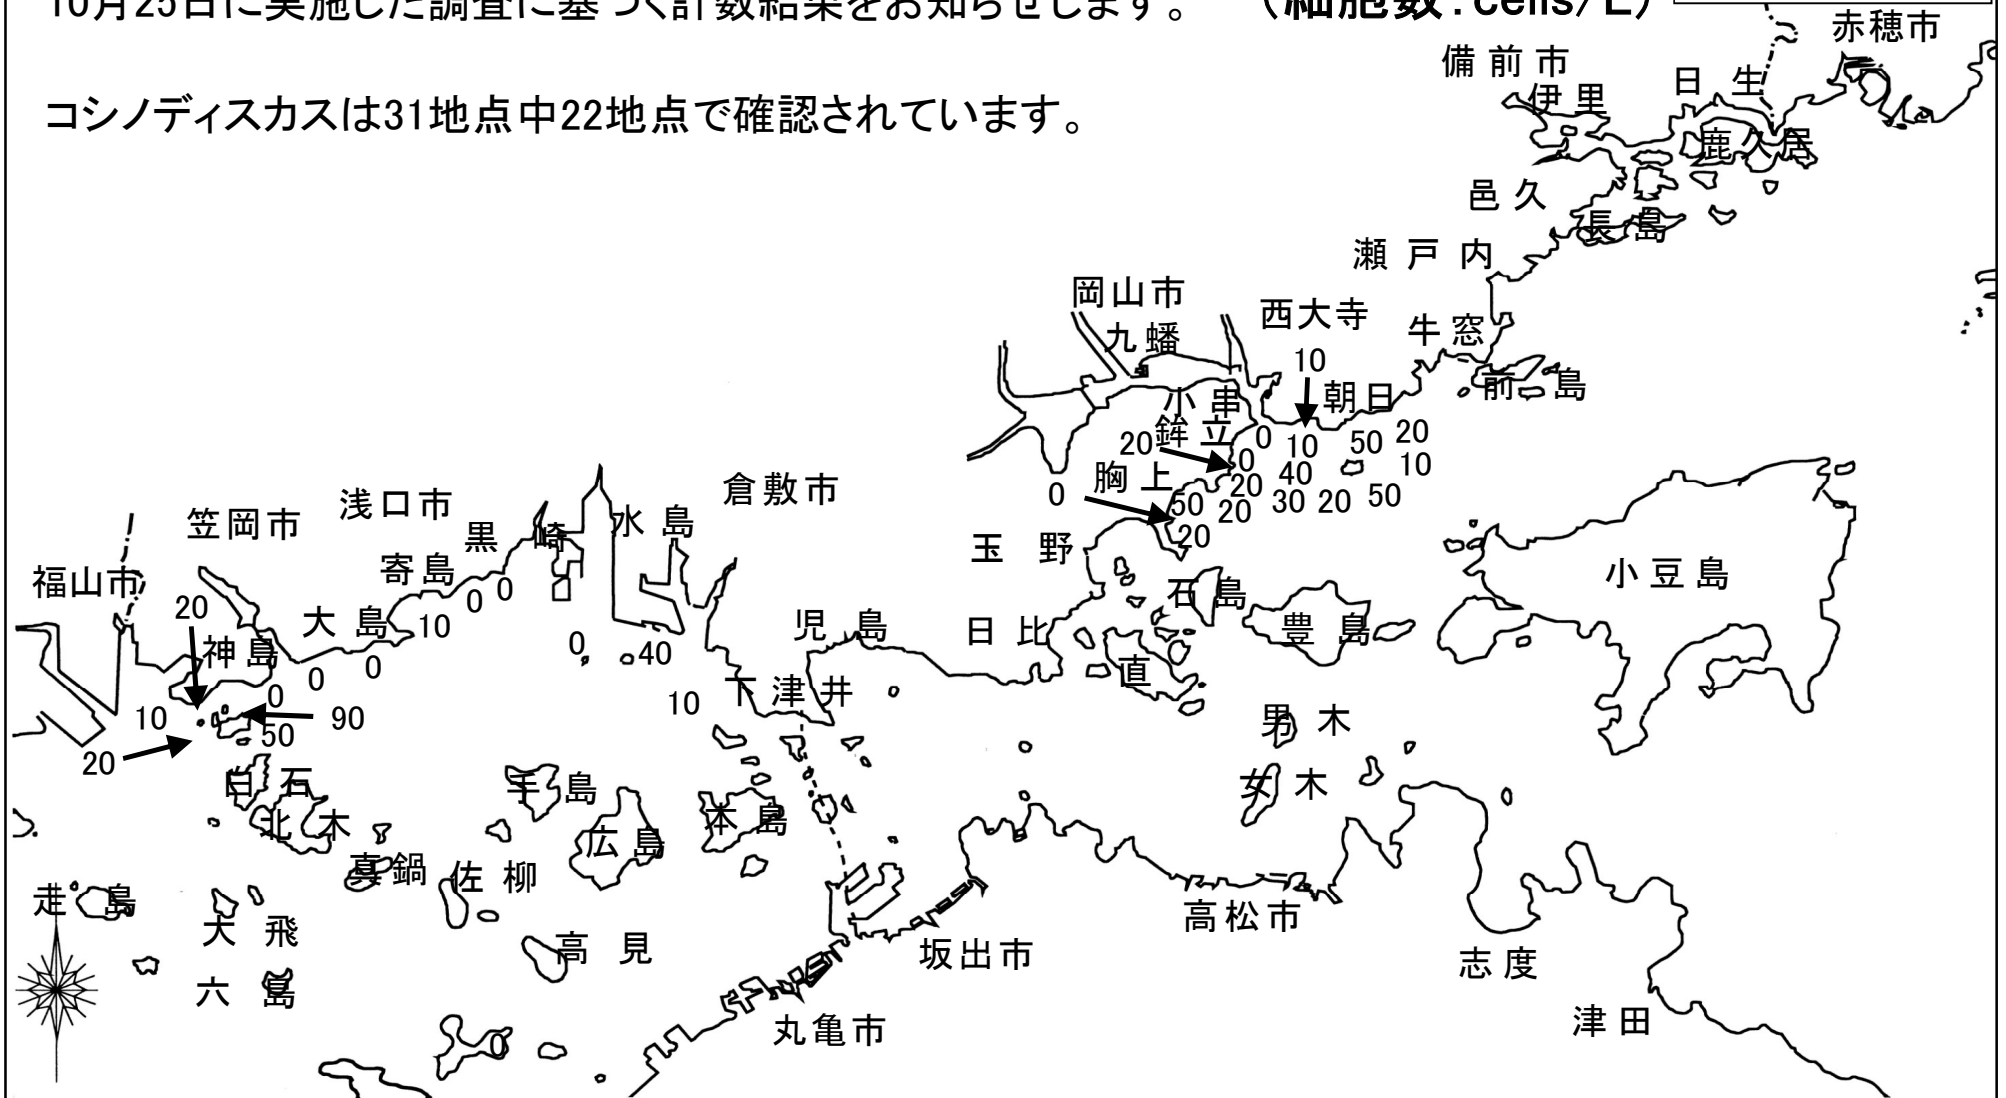 10月25日に実施した調査に基づく計数結果をお知らせします。 (細胞数:cells/L)
コシノディスカスは31地点中22地点で確認されています。
赤穂市
備前市
日生
伊里
鹿久居
邑久
長島
瀬戸内
岡山市
西大寺
九蟠
牛窓
10
前島
小串
朝日
20
鉾立
0
10
50
20
0
40
10
胸上
0
50
20
20
30
20
50
20
倉敷市
浅口市
笠岡市
水島
黒崎
玉野
寄島
福山市
小豆島
石島
0
0
20
大島
10
児島
日比
豊島
神島
0
40
直
0
0
0
10
下津井
10
90
50
20
男木
白石
手島
女木
北木
広島
本島
真鍋
佐柳
走島
大飛
高松市
高見
坂出市
志度
六島
津田
丸亀市
0